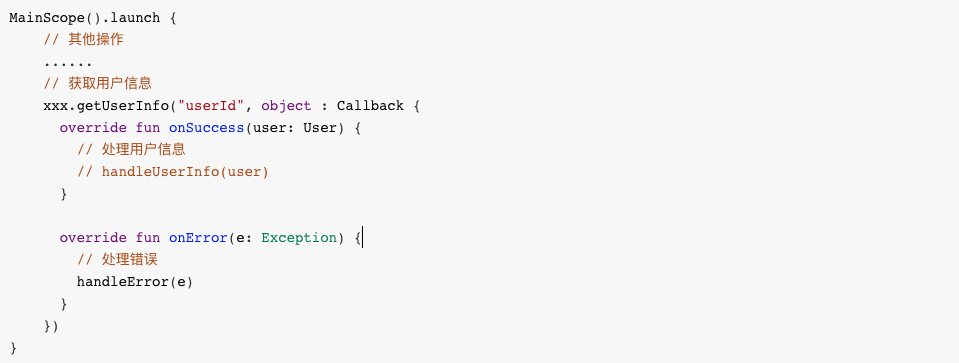 MainScope().launch {
    // 其他操作
    ......
    // 获取用户信息
    xxx.getUserInfo("userId", object : Callback {
      override fun onSuccess(user: User) {
        // 处理用户信息
        // handleUserInfo(user)
      }

      override fun onError(e: Exception) {
        // 处理错误
        handleError(e)
      }
    })
}